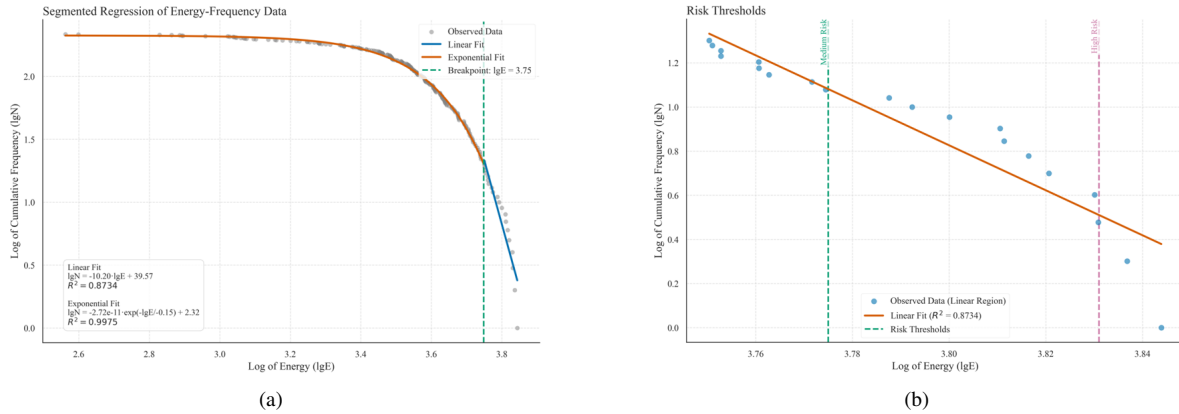 Segmented Regression of Energy-Frequency Data
Observed Data
Linear Fit
Exponential Fit
Breakpoint: lgE = 3.75
Log of Cumulative Frequency (lgN)
2.0
1.5
1.0
0.5
0.0
Linear Fit
lgN = -10.20·lgE + 39.57
R² = 0.8734
Exponential Fit
lgN = -2.72e-11·exp(-lgE/-0.15) + 2.32
R² = 0.9975
2.6 2.8 3.0 3.2 3.4 3.6 3.8
Log of Energy (lgE)
(a)
Risk Thresholds
Medium Risk
High Risk
Log of Cumulative Frequency (lgN)
1.2
1.0
0.8
0.6
0.4
0.2
0.0
Observed Data (Linear Region)
Linear Fit (R² = 0.8734)
Risk Thresholds
3.76 3.78 3.80 3.82 3.84
Log of Energy (lgE)
(b)